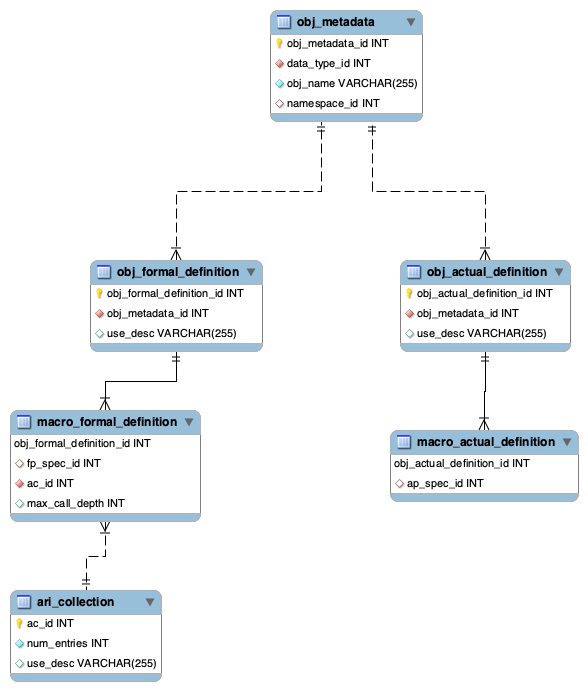 obj_metadata
obj_metadata_id INT
data_type_id INT
obj_name VARCHAR(255)
namespace_id INT
obj_formal_definition
obj_formal_definition_id INT
obj_metadata_id INT
use_desc VARCHAR(255)
obj_actual_definition
obj_actual_definition_id INT
obj_metadata_id INT
use_desc VARCHAR(255)
macro_formal_definition
obj_formal_definition_id INT
fp_spec_id INT
ac_id INT
max_call_depth INT
macro_actual_definition
obj_actual_definition_id INT
ap_spec_id INT
ari_collection
ac_id INT
num_entries INT
use_desc VARCHAR(255)